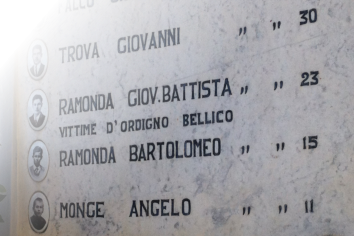 TROVA GIOVANNI " " 30
RAMONDA GIOV.BATTISTA " " 23
VITTIME D'ORDIGNO BELLICO
RAMONDA BARTOLOMEO " " 15
MONGE ANGELO " " 11